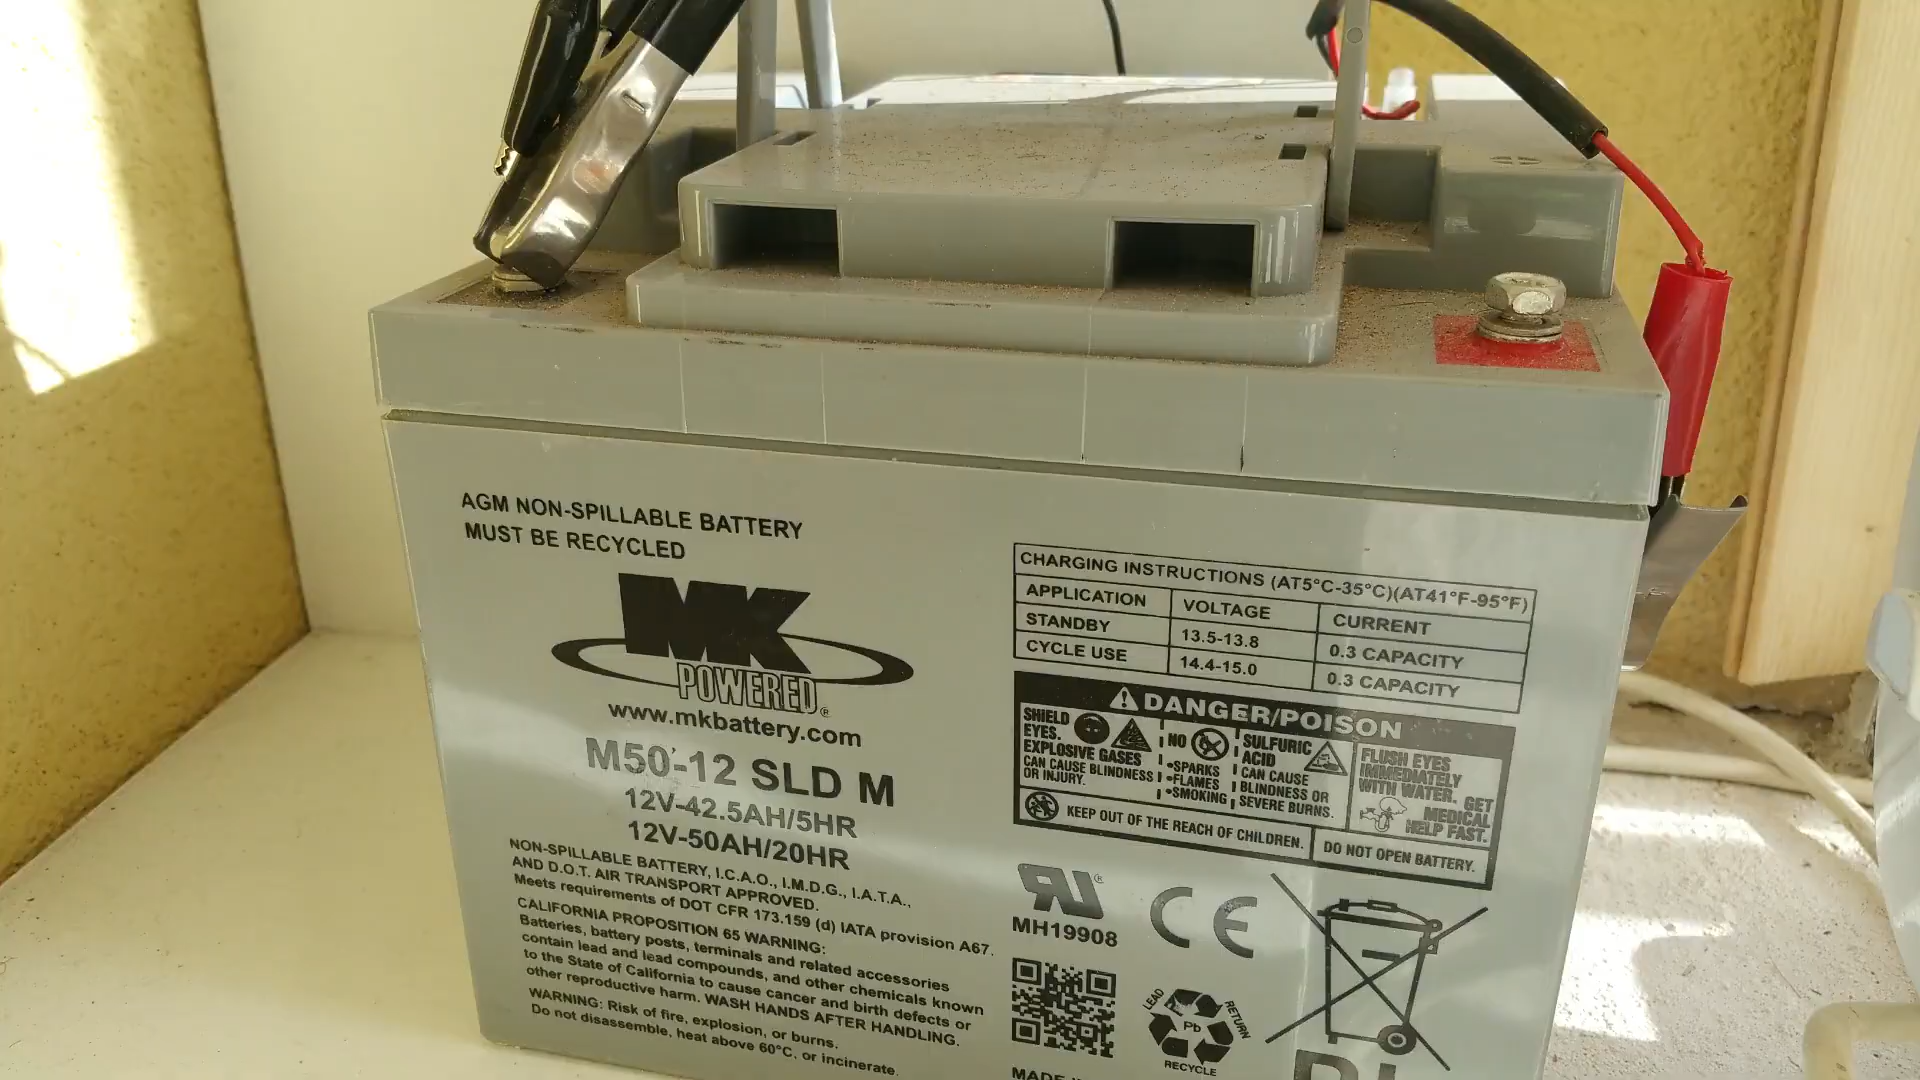 AGM NON-SPILLABLE BATTERY
MUST BE RECYCLED
MK
POWERED®
www.mkbattery.com
M50-12 SLD M
12V-42.5AH/5HR
12V-50AH/20HR
NON-SPILLABLE BATTERY, I.C.A.O., I.M.D.G., I.A.T.A.,
AND D.O.T. AIR TRANSPORT APPROVED.
Meets requirements of DOT CFR 173.159 (d) IATA provision A67.
CALIFORNIA PROPOSITION 65 WARNING:
Batteries, battery posts, terminals and related accessories
contain lead and lead compounds, and other chemicals known
to the State of California to cause cancer and birth defects or
other reproductive harm. WASH HANDS AFTER HANDLING.
WARNING: Risk of fire, explosion, or burns.
Do not disassemble, heat above 60°C, or incinerate.
CHARGING INSTRUCTIONS (AT5°C-35°C)(AT41°F-95°F)
APPLICATION VOLTAGE CURRENT
STANDBY 13.5-13.8 0.3 CAPACITY
CYCLE USE 14.4-15.0 0.3 CAPACITY
DANGER/POISON
SHIELD
EYES.
EXPLOSIVE GASES
CAN CAUSE BLINDNESS
OR INJURY.
NO
•SPARKS
•FLAMES
•SMOKING
SULFURIC
ACID
CAN CAUSE
BLINDNESS OR
SEVERE BURNS.
FLUSH EYES
IMMEDIATELY
WITH WATER. GET
MEDICAL
HELP FAST.
KEEP OUT OF THE REACH OF CHILDREN.
DO NOT OPEN BATTERY.
MH19908
CE
LEAD
RETURN
Pb
RECYCLE
MADE